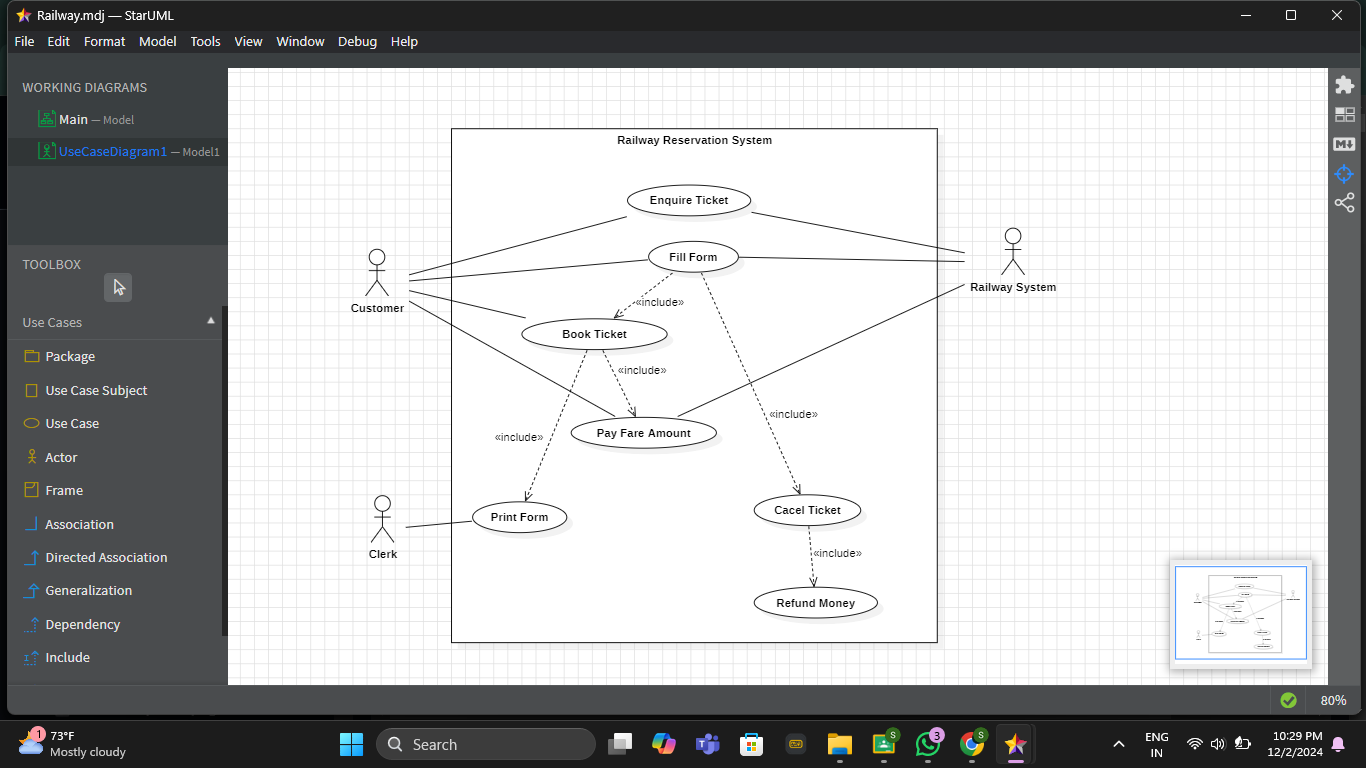 Railway.mdj — StarUML
File Edit Format Model Tools View Window Debug Help
WORKING DIAGRAMS
Main — Model
UseCaseDiagram1 — Model1
TOOLBOX
Use Cases
Package
Use Case Subject
Use Case
Actor
Frame
Association
Directed Association
Generalization
Dependency
Include
Railway Reservation System
Enquire Ticket
Fill Form
Customer
Railway System
«include»
Book Ticket
«include»
«include»
Pay Fare Amount
«include»
Cacel Ticket
Print Form
Clerk
«include»
Refund Money
M
80%
1
73°F
Mostly cloudy
Search
S
3
S
ENG
IN
10:29 PM
12/2/2024